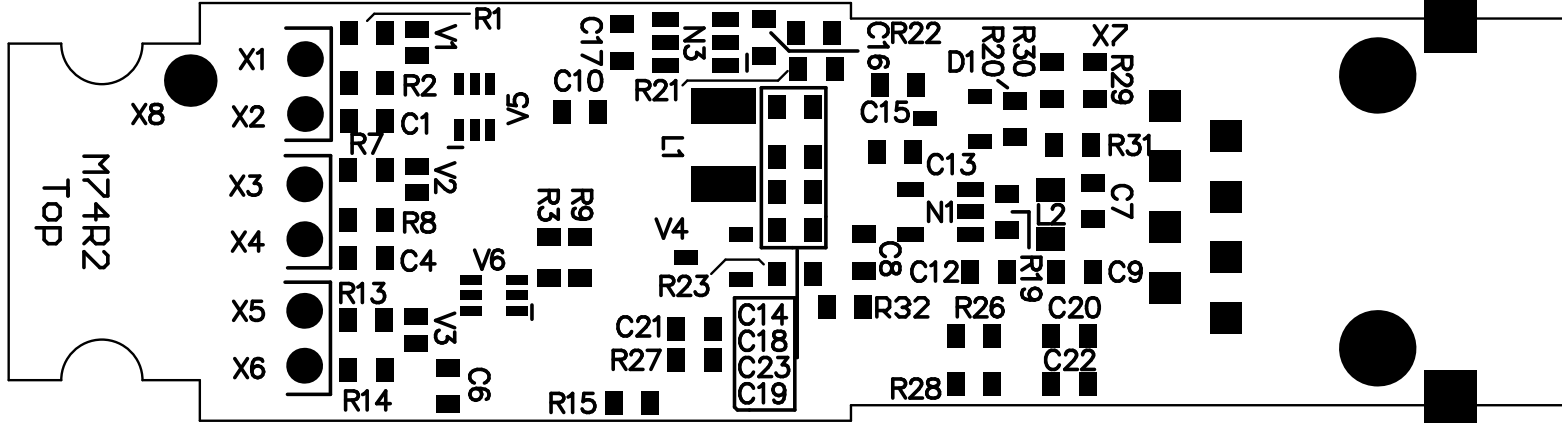 R1
V1
X1
R2
X8
X2
C1
R7
V5
M74R2
Top
X3
V2
R8
X4
C4
V6
R13
X5
V3
X6
R14
C6
C17
N3
C10
R21
L1
R3
R9
V4
R23
C21
R27
R15
C14
C18
C23
C19
R22
C16
C15
C13
N1
C8
C12
R32
R26
R28
D1
R20
R30
X7
R29
R31
L2
C7
R19
C9
C20
C22